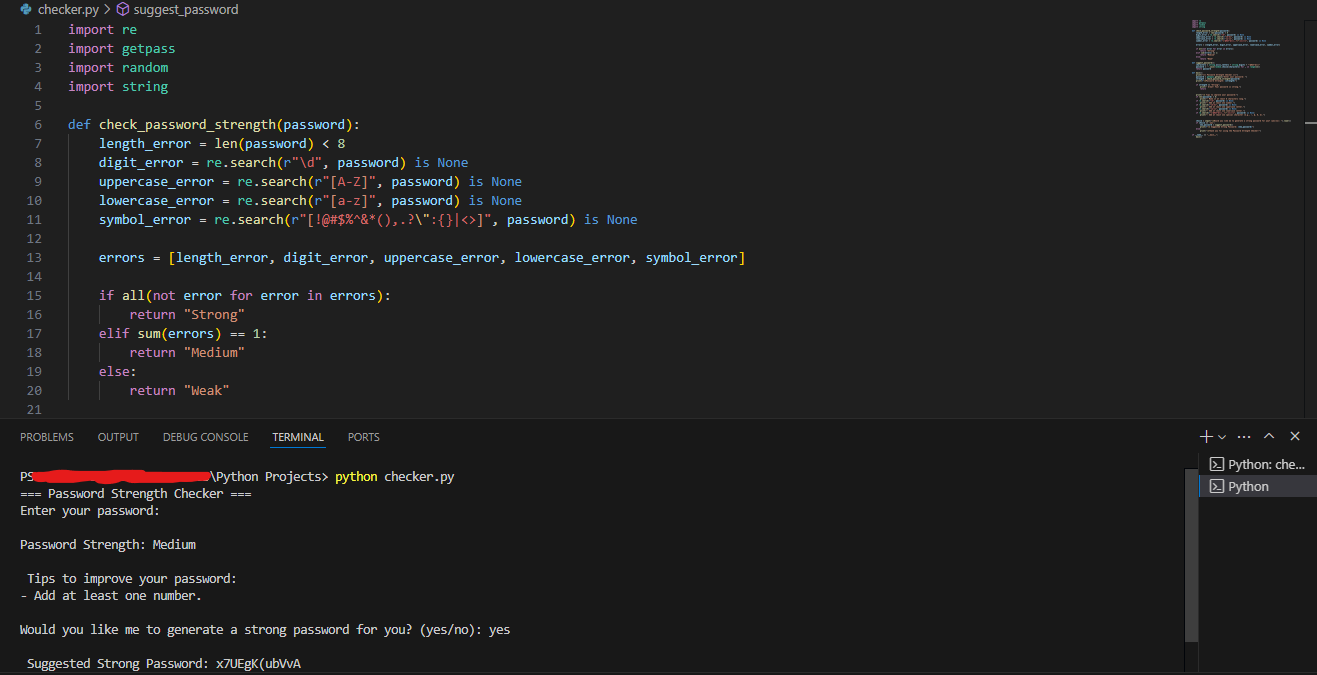 checker.py > suggest_password
1 import re
2 import getpass
3 import random
4 import string
5
6 def check_password_strength(password):
7     length_error = len(password) < 8
8     digit_error = re.search(r"\d", password) is None
9     uppercase_error = re.search(r"[A-Z]", password) is None
10     lowercase_error = re.search(r"[a-z]", password) is None
11     symbol_error = re.search(r"[!@#$%^&*(),.?\":{}|<>]", password) is None
12
13     errors = [length_error, digit_error, uppercase_error, lowercase_error, symbol_error]
14
15     if all(not error for error in errors):
16         return "Strong"
17     elif sum(errors) == 1:
18         return "Medium"
19     else:
20         return "Weak"
21
PROBLEMS OUTPUT DEBUG CONSOLE TERMINAL PORTS
Python: che...
Python
PS \Python Projects> python checker.py
=== Password Strength Checker ===
Enter your password:
Password Strength: Medium
Tips to improve your password:
- Add at least one number.
Would you like me to generate a strong password for you? (yes/no): yes
Suggested Strong Password: x7UEgK(ubVvA